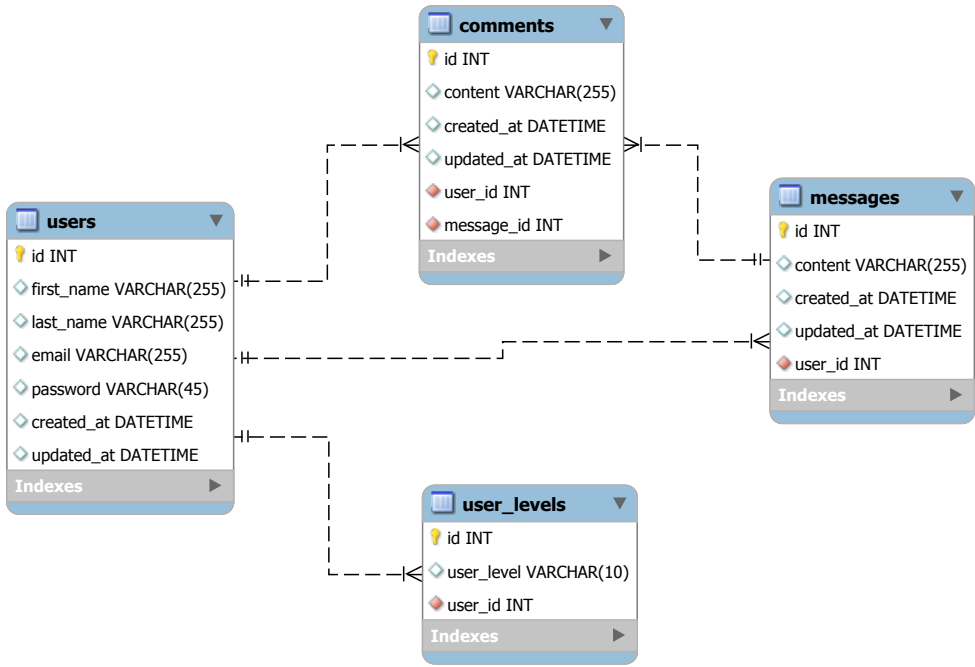 comments
id INT
content VARCHAR(255)
created_at DATETIME
updated_at DATETIME
user_id INT
message_id INT
Indexes
users
id INT
first_name VARCHAR(255)
last_name VARCHAR(255)
email VARCHAR(255)
password VARCHAR(45)
created_at DATETIME
updated_at DATETIME
Indexes
messages
id INT
content VARCHAR(255)
created_at DATETIME
updated_at DATETIME
user_id INT
Indexes
user_levels
id INT
user_level VARCHAR(10)
user_id INT
Indexes